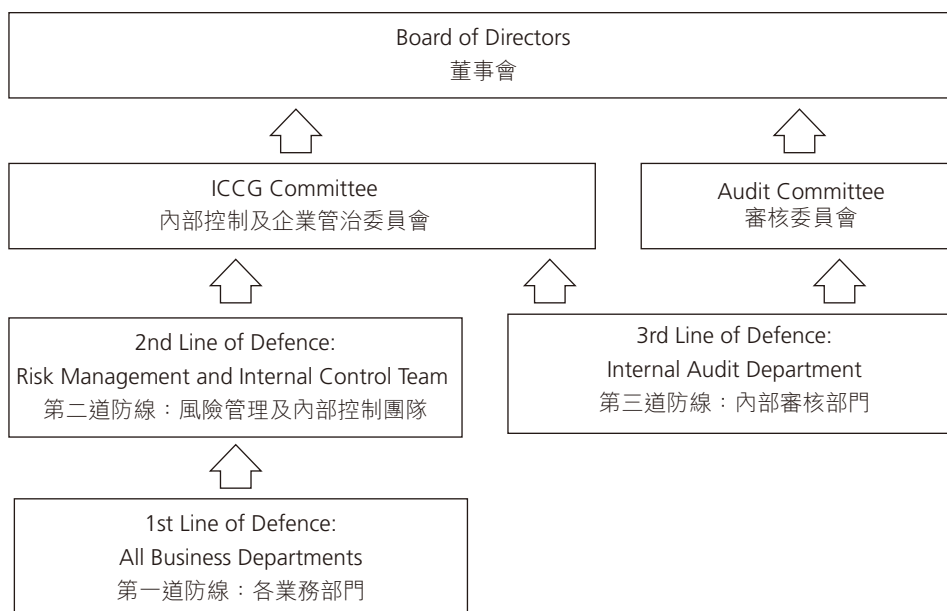 Board of Directors
董事會
ICCG Committee
內部控制及企業管治委員會
Audit Committee
審核委員會
2nd Line of Defence:
Risk Management and Internal Control Team
第二道防線：風險管理及內部控制團隊
3rd Line of Defence:
Internal Audit Department
第三道防線：內部審核部門
1st Line of Defence:
All Business Departments
第一道防線：各業務部門